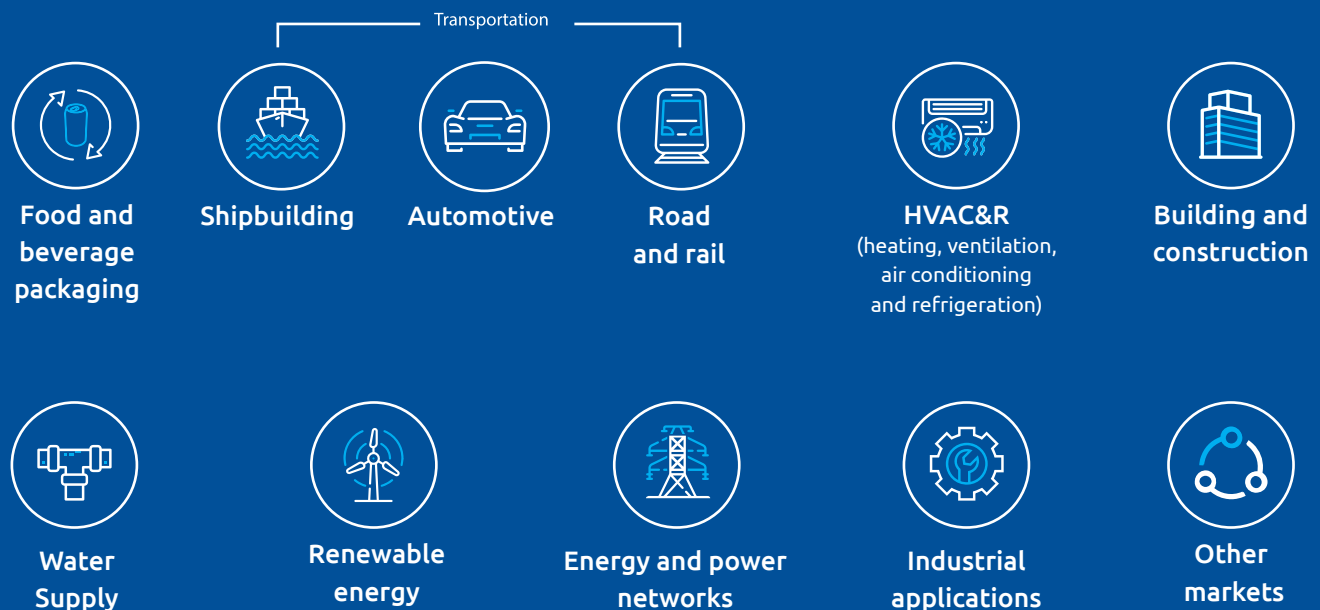 Transportation
Food and
beverage
packaging
Shipbuilding
Automotive
Road
and rail
HVAC&R
(heating, ventilation,
air conditioning
and refrigeration)
Building and
construction
Water
Supply
Renewable
energy
Energy and power
networks
Industrial
applications
Other
markets